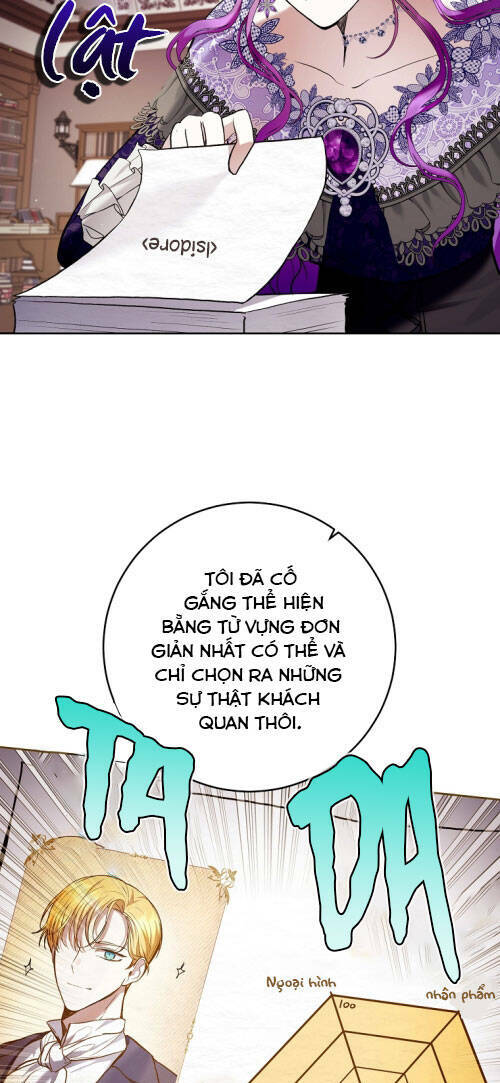 lật
<Isidore>
TÔI ĐÃ CỐ
GẮNG THỂ HIỆN
BẰNG TỪ VỰNG ĐƠN
GIẢN NHẤT CÓ THỂ VÀ
CHỈ CHỌN RA NHỮNG
SỰ THẬT KHÁCH
QUAN THÔI.
TA DA
Ngoại hình
100
nhân phẩm